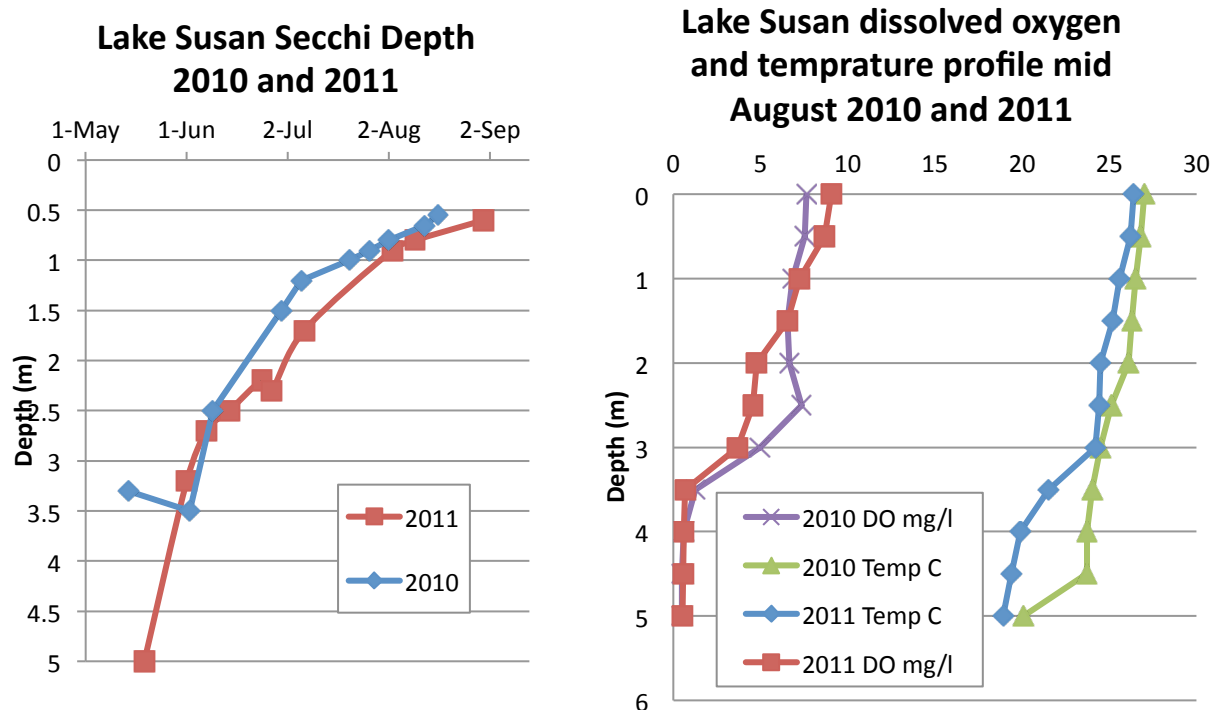 Lake Susan Secchi Depth
2010 and 2011
1-May 1-Jun 2-Jul 2-Aug 2-Sep
0
0.5
1
1.5
2
2.5
3
3.5
4
4.5
5
Depth (m)
2011
2010
Lake Susan dissolved oxygen
and temprature profile mid
August 2010 and 2011
0 5 10 15 20 25 30
0
1
2
3
4
5
6
Depth (m)
2010 DO mg/l
2010 Temp C
2011 Temp C
2011 DO mg/l